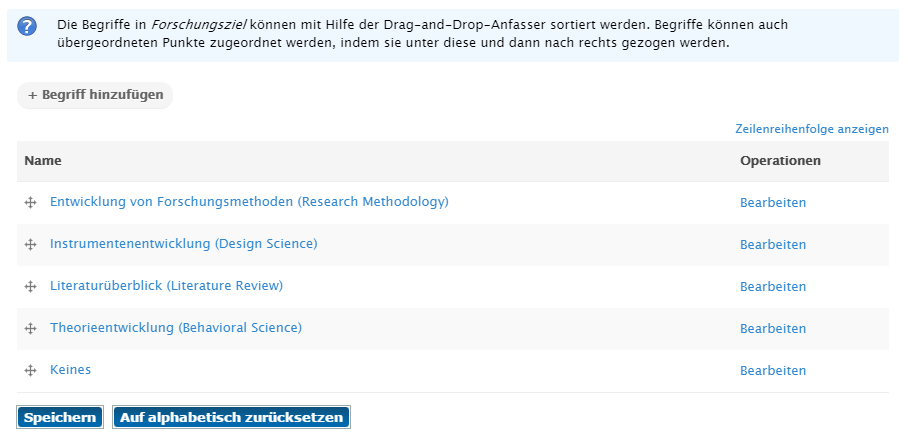 Die Begriffe in Forschungsziel können mit Hilfe der Drag-and-Drop-Anfasser sortiert werden. Begriffe können auch
übergeordneten Punkte zugeordnet werden, indem sie unter diese und dann nach rechts gezogen werden.
+ Begriff hinzufügen
Zeilenreihenfolge anzeigen
Name Operationen
Entwicklung von Forschungsmethoden (Research Methodology) Bearbeiten
Instrumentenentwicklung (Design Science) Bearbeiten
Literaturüberblick (Literature Review) Bearbeiten
Theorieentwicklung (Behavioral Science) Bearbeiten
Keines Bearbeiten
Speichern Auf alphabetisch zurücksetzen